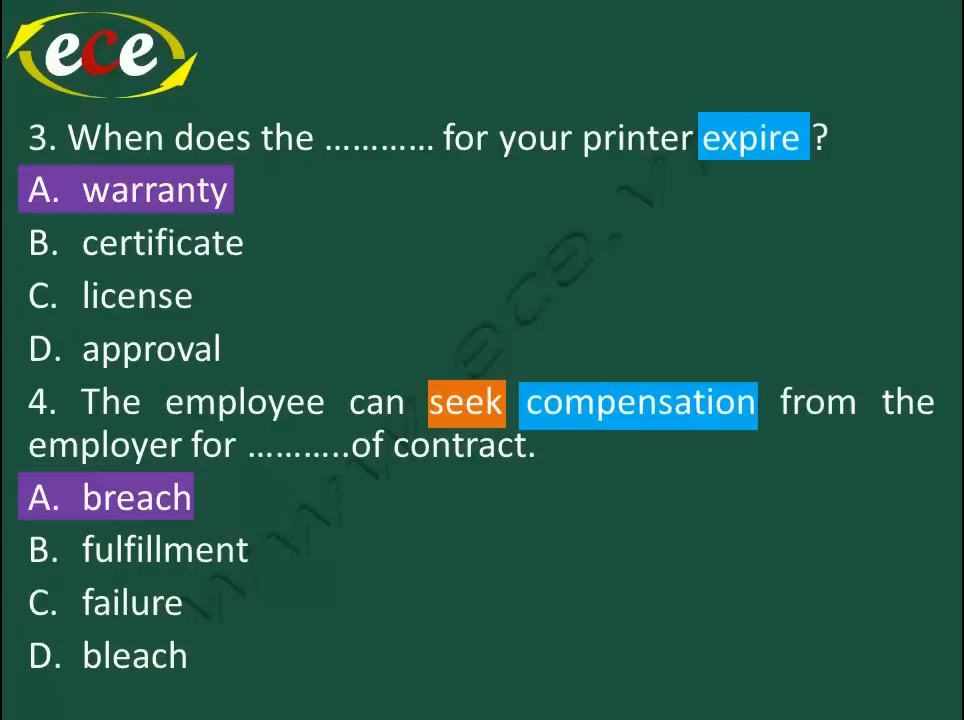 ece
3. When does the ………… for your printer expire ?
A. warranty
B. certificate
C. license
D. approval
4. The employee can seek compensation from the
employer for ………..of contract.
A. breach
B. fulfillment
C. failure
D. bleach